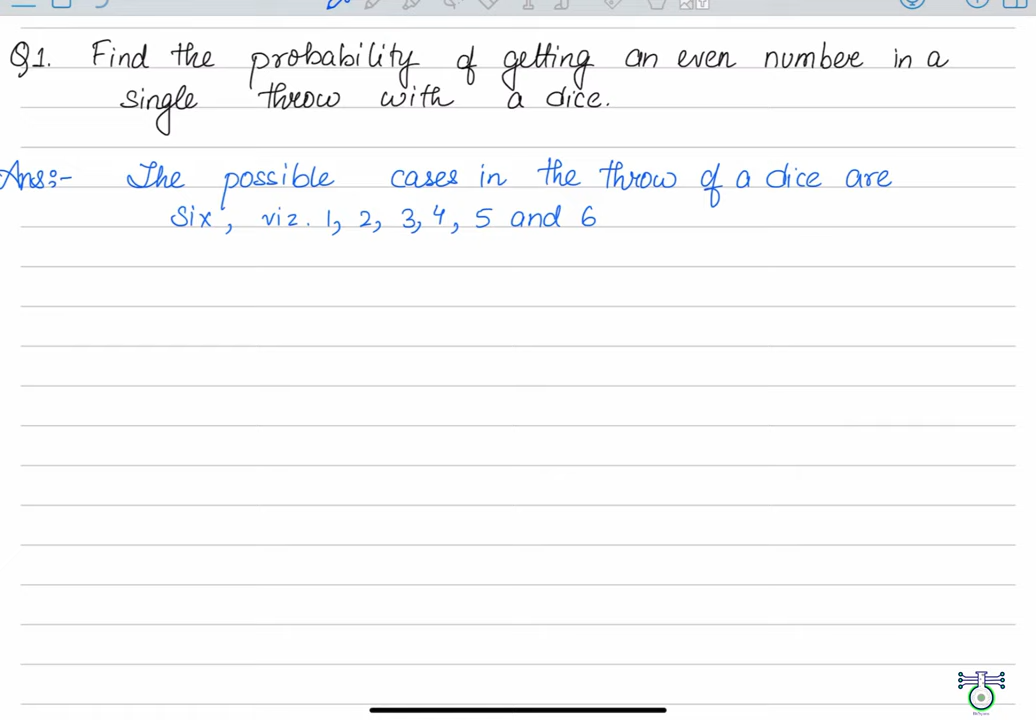 Q1. Find the probability of getting an even number in a
single throw with a dice.
Ans:- The possible cases in the throw of a dice are
six, viz. 1, 2, 3, 4, 5 and 6